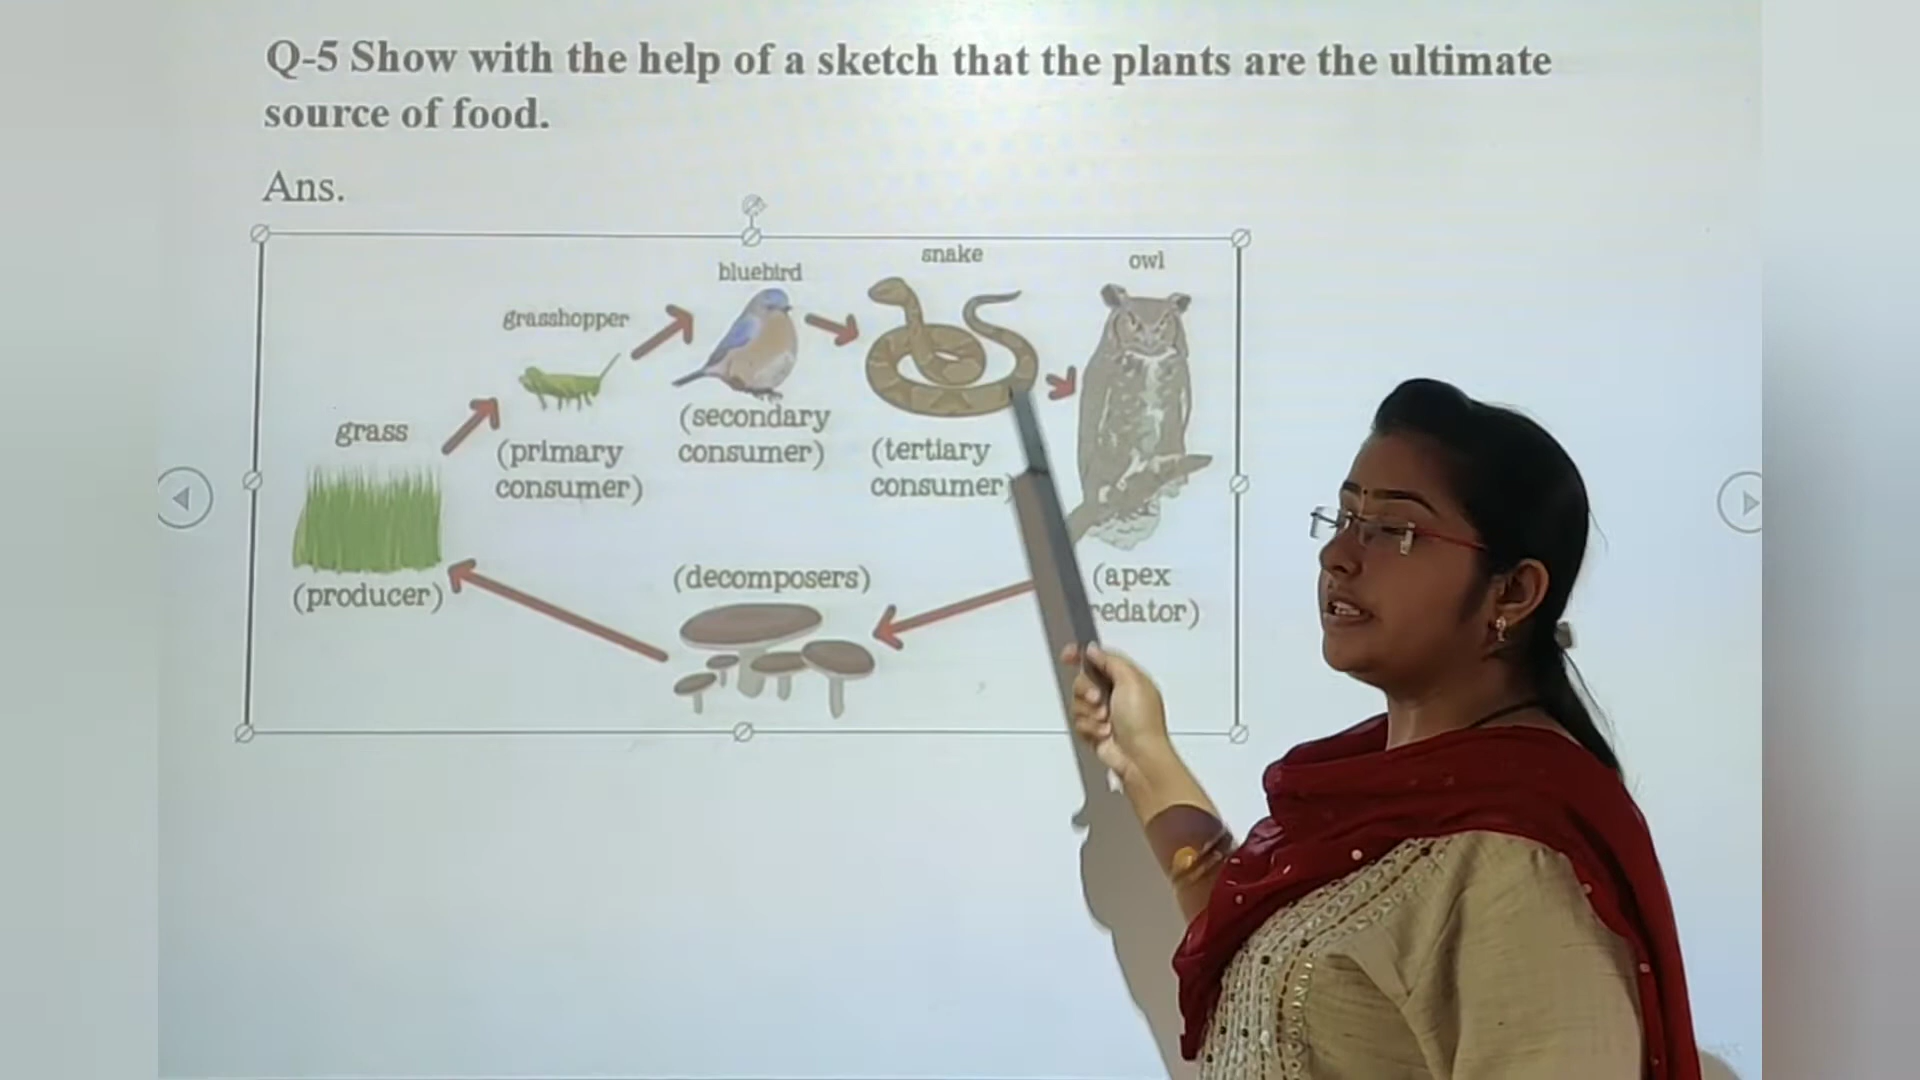 Q-5 Show with the help of a sketch that the plants are the ultimate
source of food.
Ans.
snake
owl
bluebird
grasshopper
(secondary
consumer)
grass
(primary
consumer)
(tertiary
consumer)
(producer)
(decomposers)
(apex
redator)